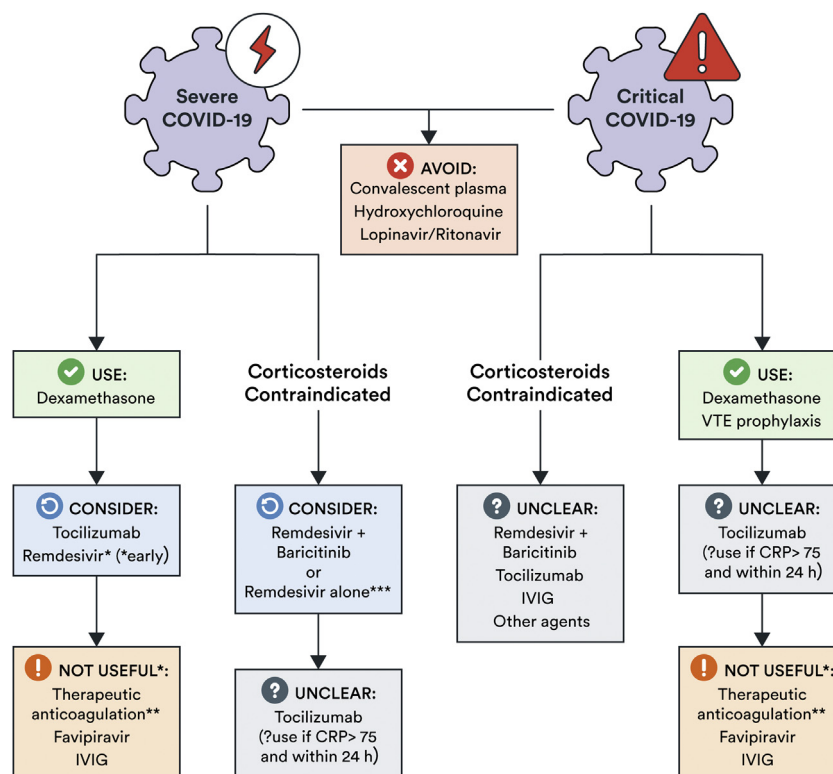 Severe
COVID-19
Critical
COVID-19
AVOID:
Convalescent plasma
Hydroxychloroquine
Lopinavir/Ritonavir
USE:
Dexamethasone
CONSIDER:
Tocilizumab
Remdesivir* (*early)
NOT USEFUL*:
Therapeutic
anticoagulation**
Favipiravir
IVIG
Corticosteroids
Contraindicated
CONSIDER:
Remdesivir +
Baricitinib
or
Remdesivir alone***
UNCLEAR:
Tocilizumab
(?use if CRP> 75
and within 24 h)
Corticosteroids
Contraindicated
UNCLEAR:
Remdesivir +
Baricitinib
Tocilizumab
IVIG
Other agents
USE:
Dexamethasone
VTE prophylaxis
UNCLEAR:
Tocilizumab
(?use if CRP> 75
and within 24 h)
NOT USEFUL*:
Therapeutic
anticoagulation**
Favipiravir
IVIG